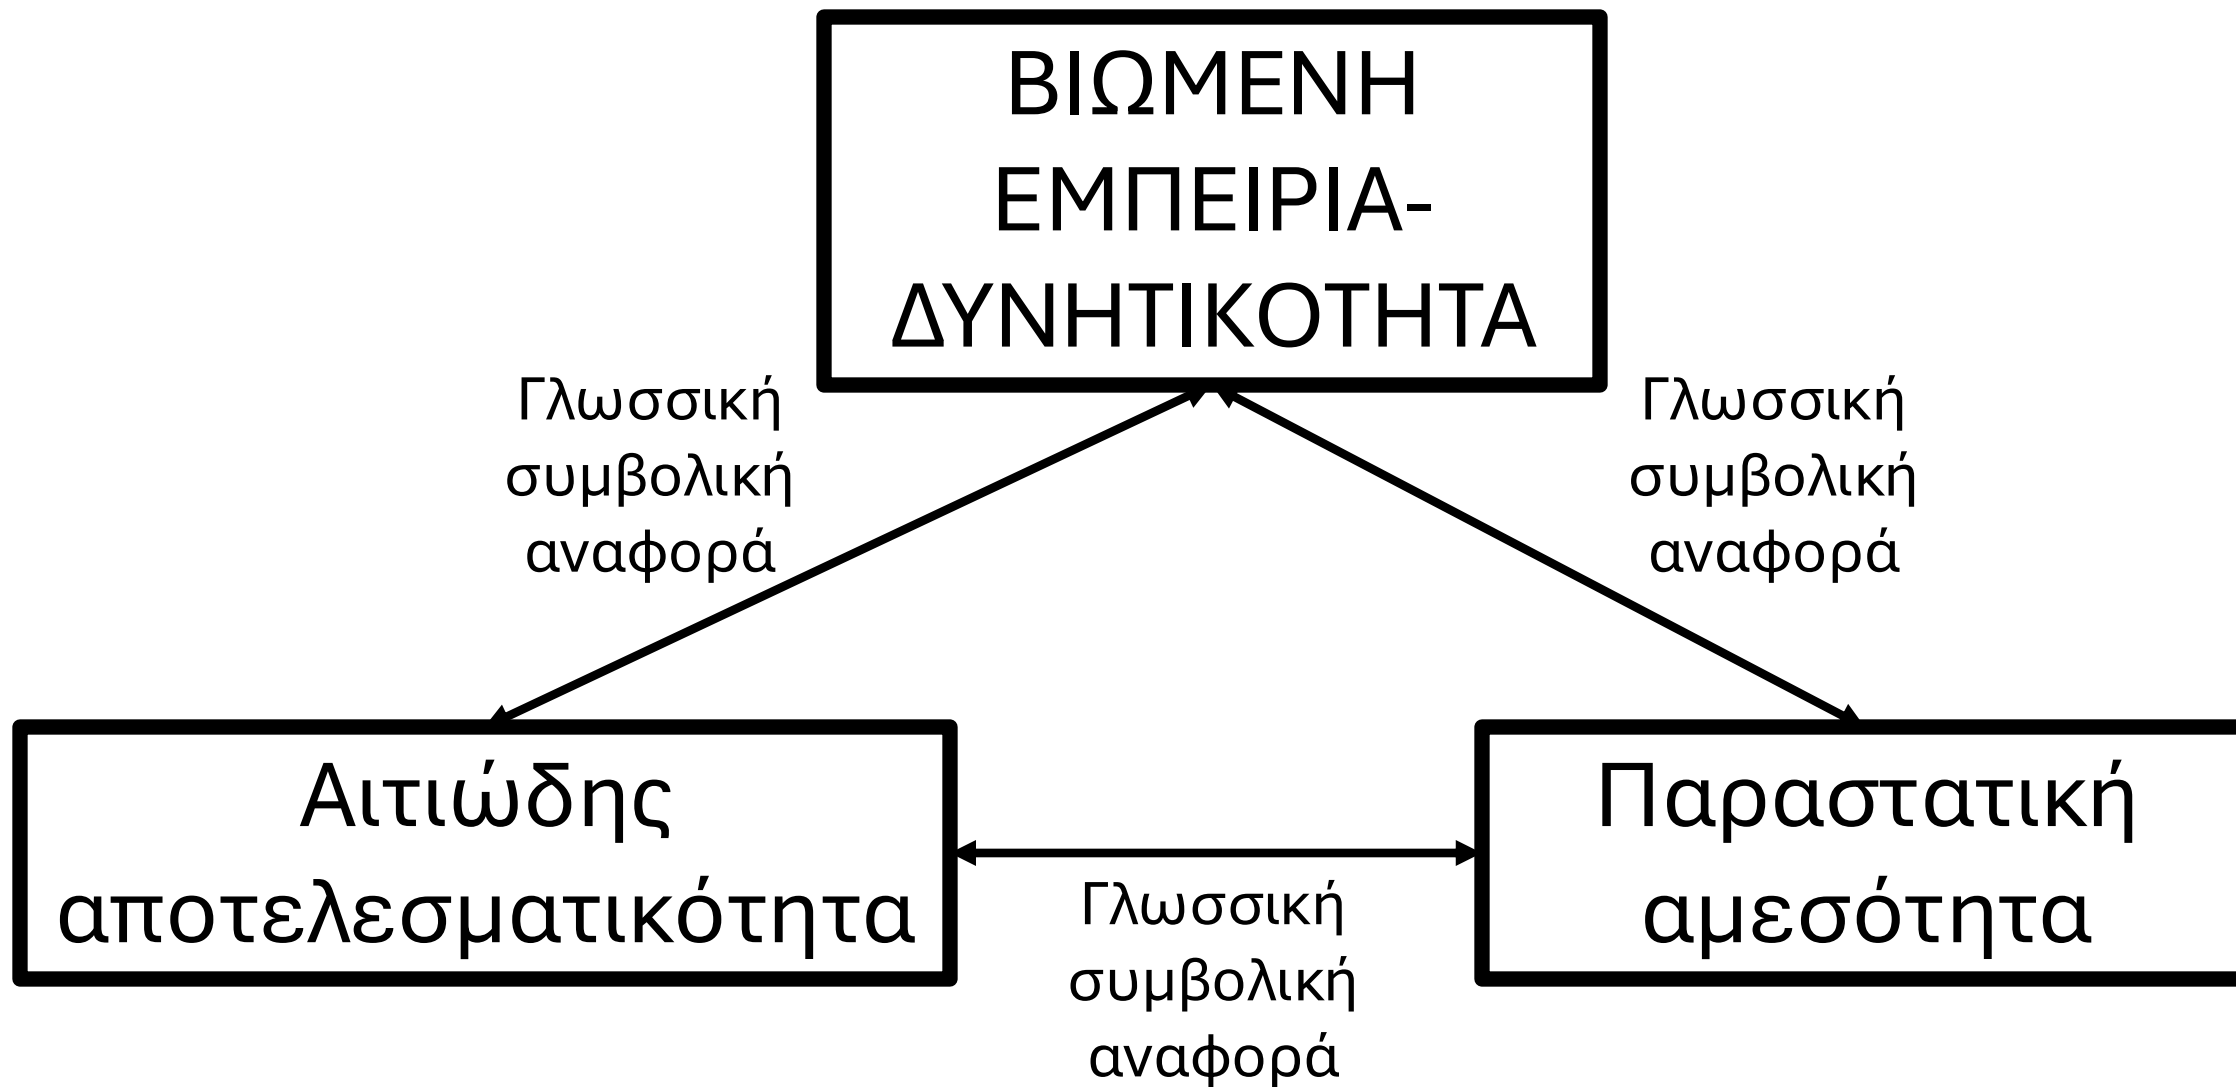 ΒΙΩΜΕΝΗ
ΕΜΠΕΙΡΙΑ-
ΔΥΝΗΤΙΚΟΤΗΤΑ
Γλωσσική
συμβολική
αναφορά
Γλωσσική
συμβολική
αναφορά
Αιτιώδης
αποτελεσματικότητα
Παραστατική
αμεσότητα
Γλωσσική
συμβολική
αναφορά